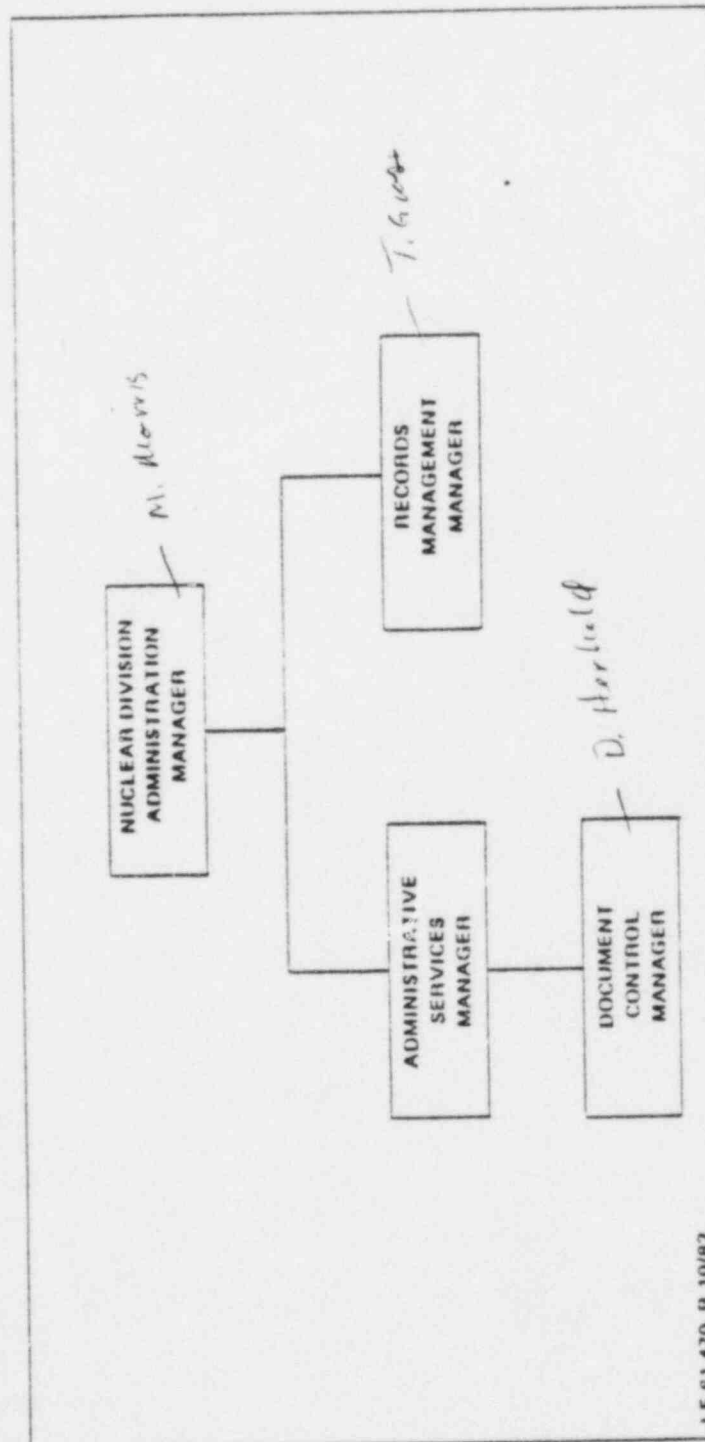 NUCLEAR DIVISION
ADMINISTRATION
MANAGER
M. Morris
ADMINISTRATIVE
SERVICES
MANAGER
RECORDS
MANAGEMENT
MANAGER
T.
DOCUMENT
CONTROL
MANAGER
D.